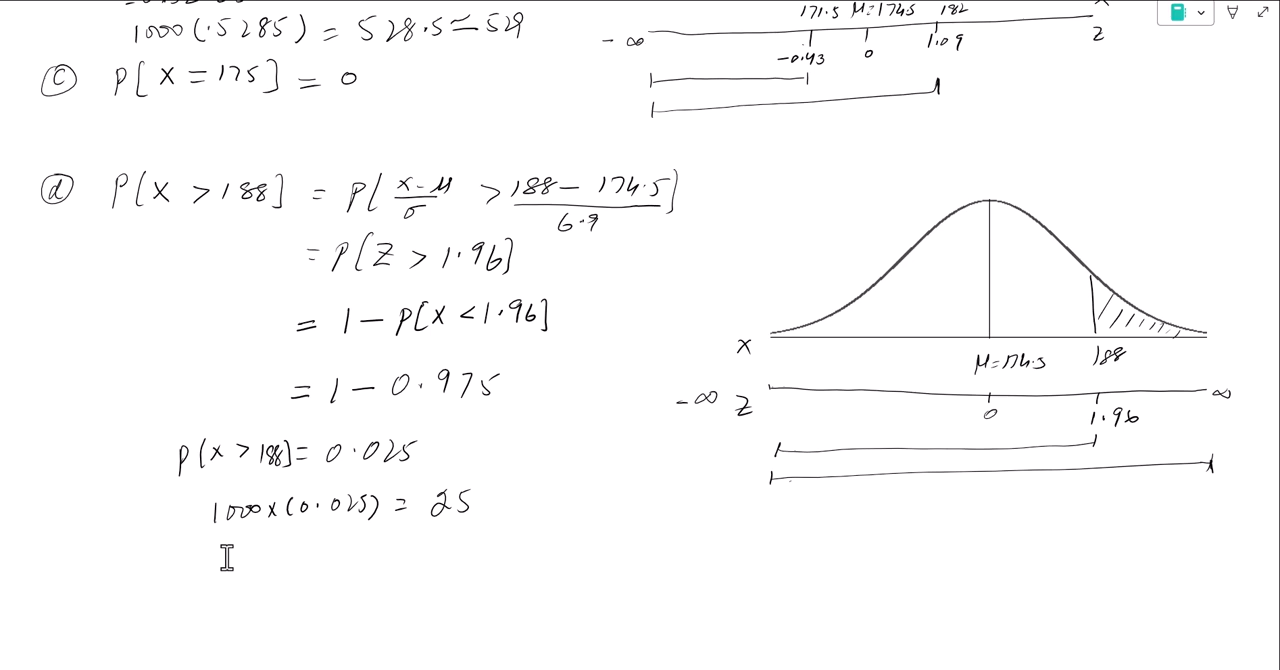 1000(.5285) = 528.5 ≃ 529
171.5 μ=174.5 182
-∞ Z
-0.43 0 1.09
ⓒ P[X = 175] = 0
ⓓ P[X > 188] = P[(x-μ)/σ > (188 - 174.5)/6.9]
= P[Z > 1.96]
= 1 - P[X < 1.96]
= 1 - 0.975
P[X > 188] = 0.025
1000×(0.025) = 25
X μ=174.5 188
-∞ Z ∞
0 1.96